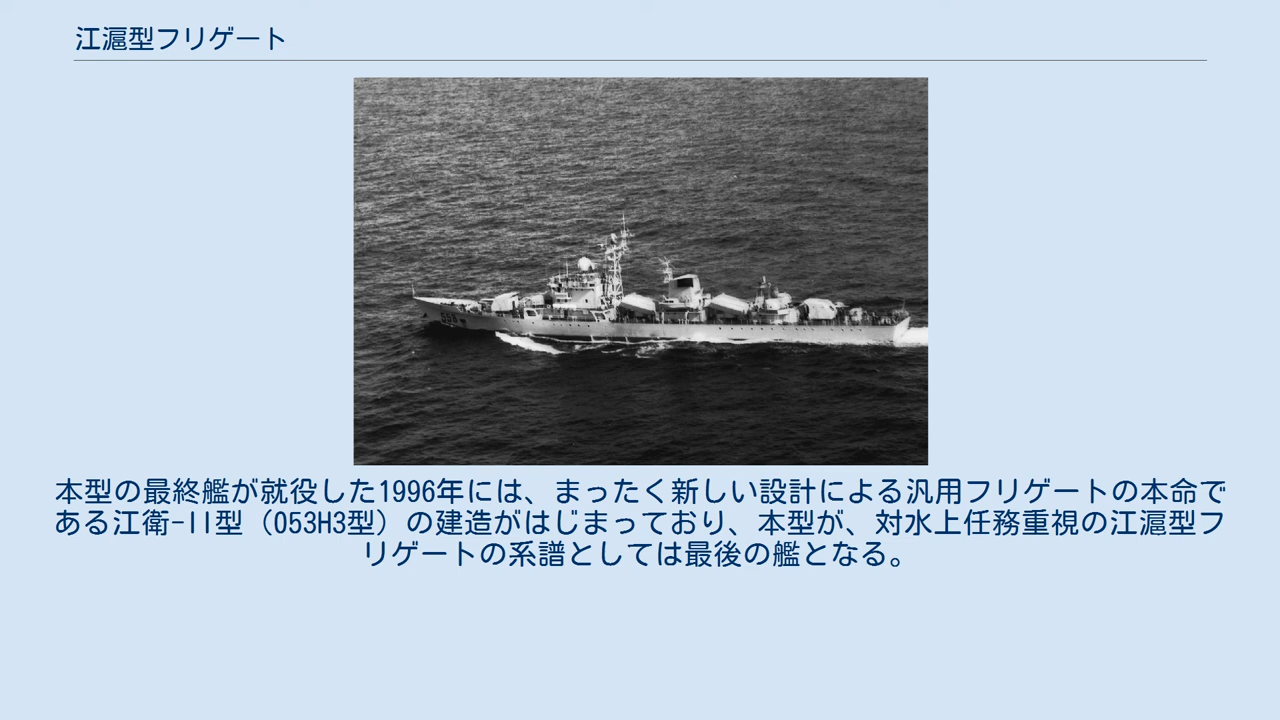 江滬型フリゲート
本型の最終艦が就役した1996年には、まったく新しい設計による汎用フリゲートの本命で
ある江衛-II型（053H3型）の建造がはじまっており、本型が、対水上任務重視の江滬型フ
リゲートの系譜としては最後の艦となる。